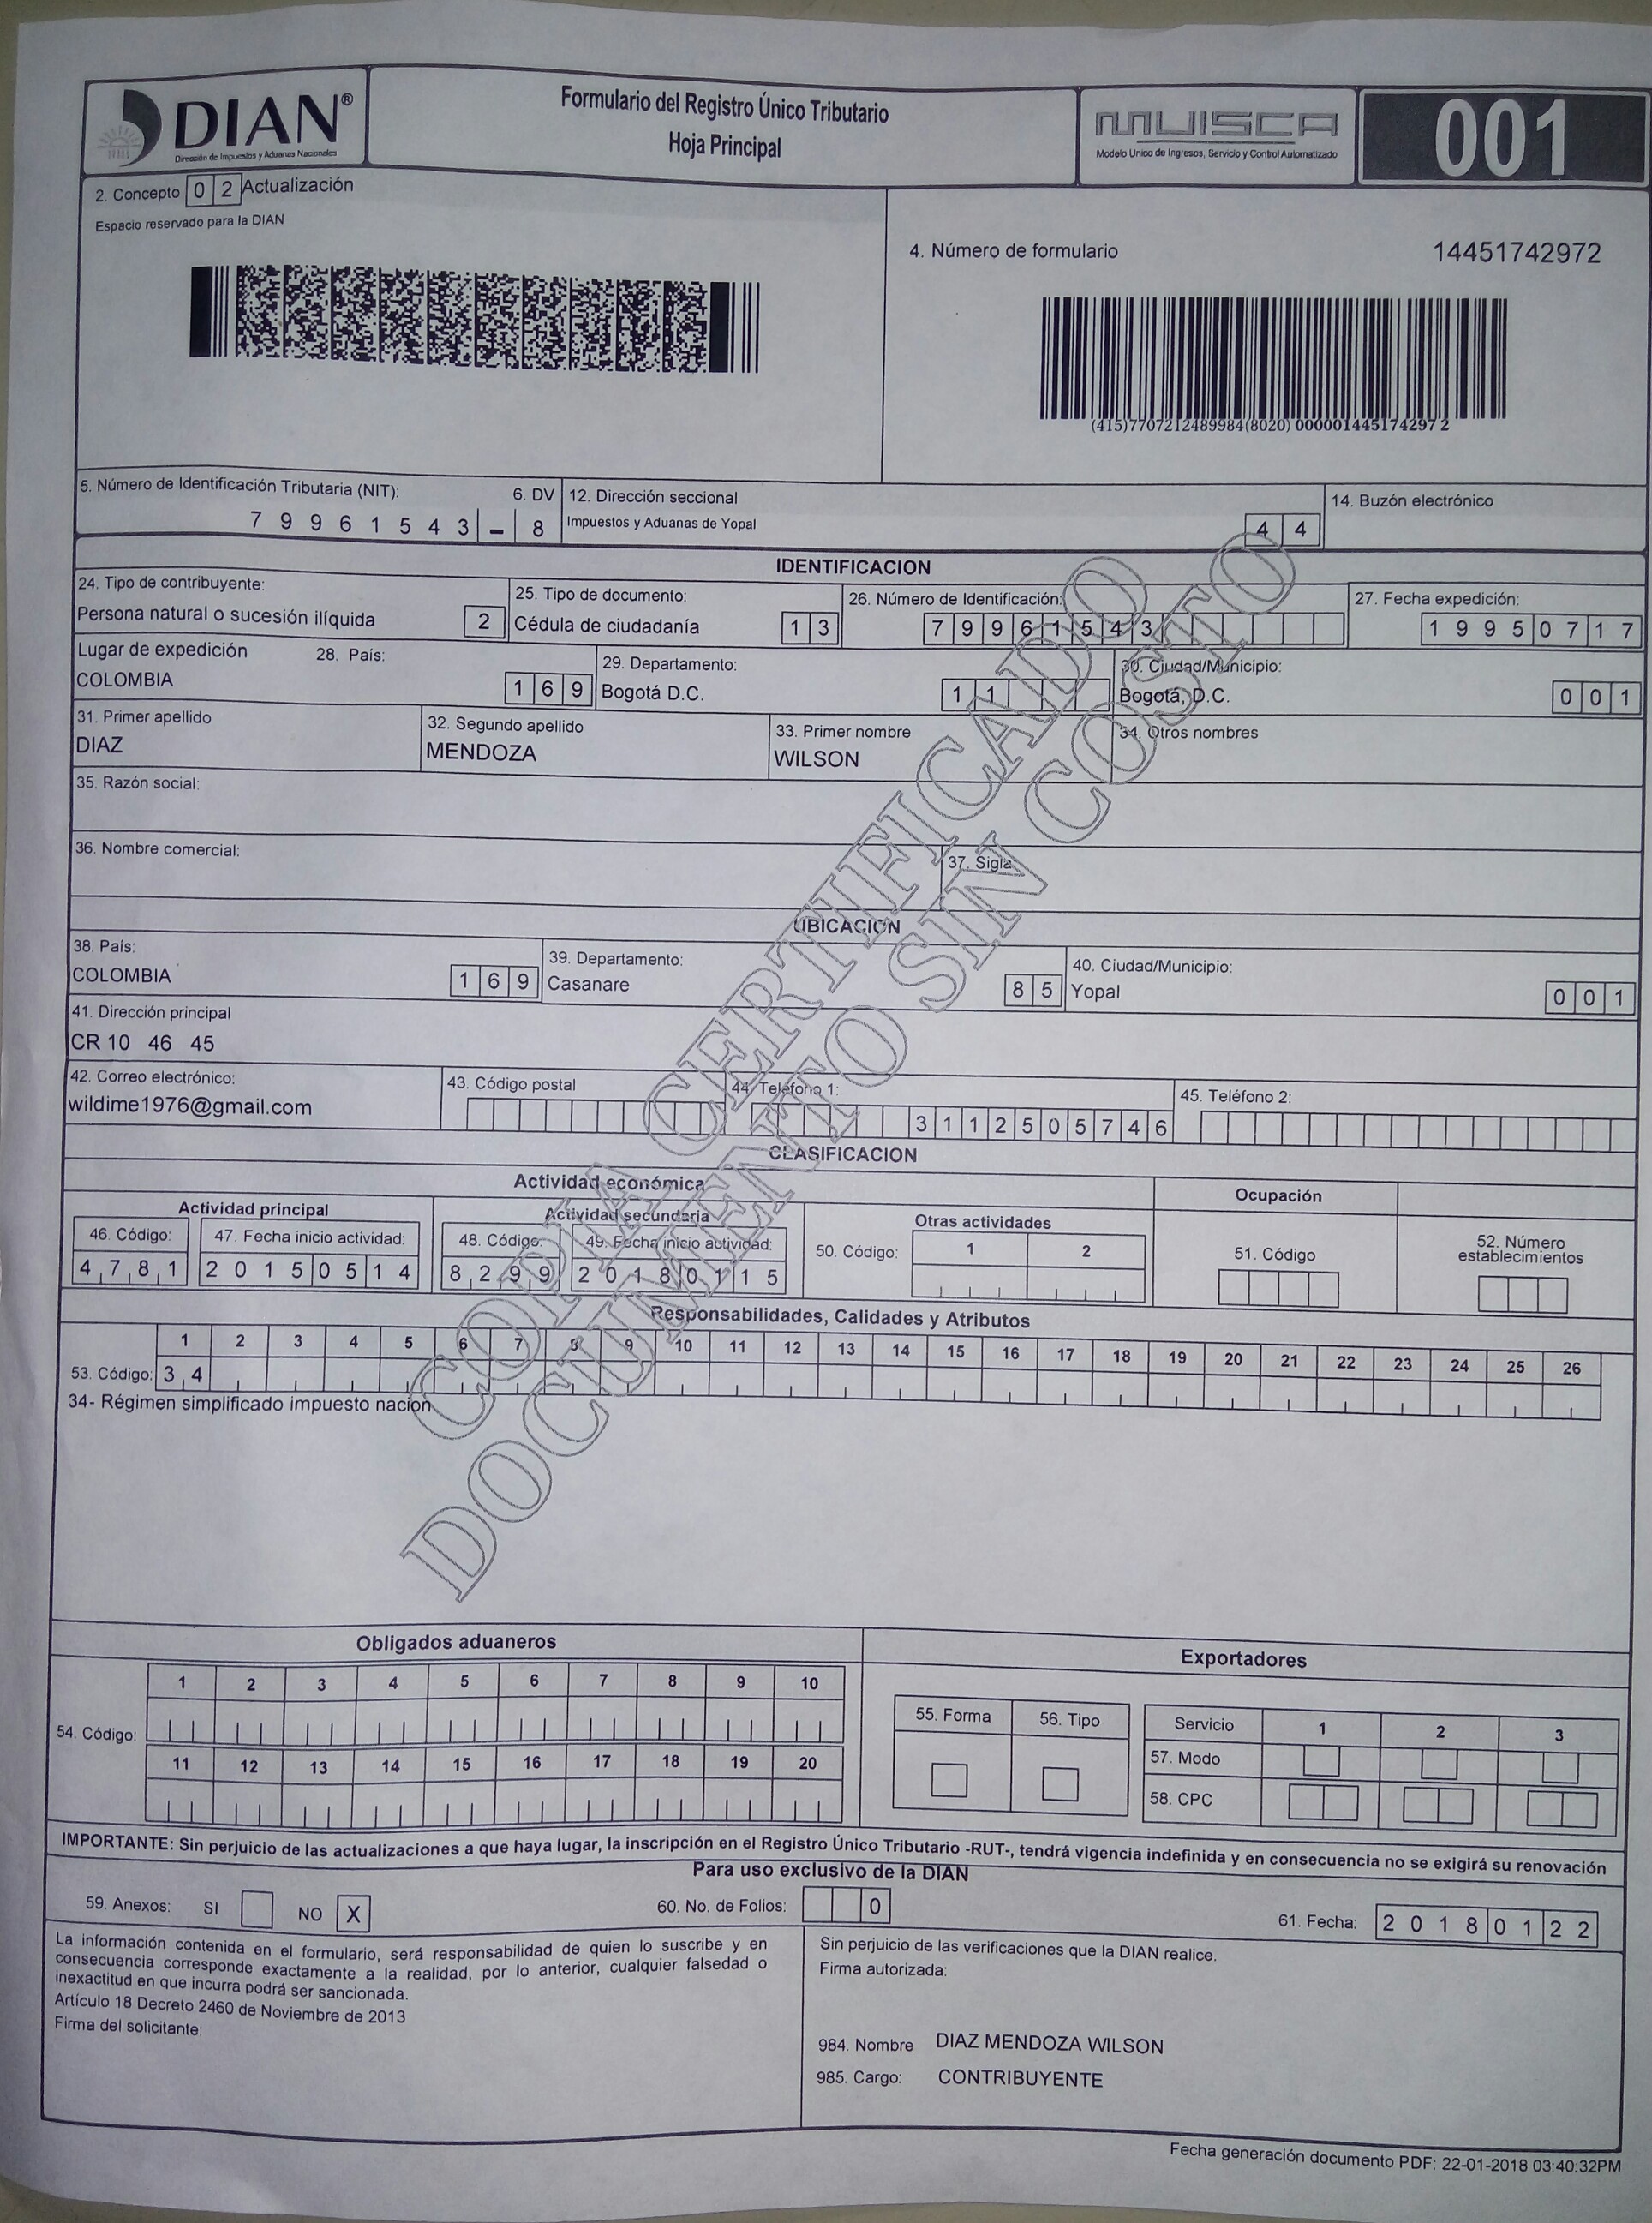 DIAN®
Dirección de Impuestos y Aduanas Nacionales
Formulario del Registro Único Tributario
Hoja Principal
MUISCA
Modelo Unico de Ingresos, Servicio y Control Automatizado
001
2. Concepto 0 2 Actualización
Espacio reservado para la DIAN
4. Número de formulario 14451742972
(415)7707212489984(8020) 000001445174297 2
5. Número de Identificación Tributaria (NIT): 6. DV 12. Dirección seccional 14. Buzón electrónico
7 9 9 6 1 5 4 3 - 8 Impuestos y Aduanas de Yopal 4 4
IDENTIFICACION
24. Tipo de contribuyente: 25. Tipo de documento: 26. Número de Identificación: 27. Fecha expedición:
Persona natural o sucesión ilíquida 2 Cédula de ciudadanía 1 3 7 9 9 6 1 5 4 3 1 9 9 5 0 7 1 7
Lugar de expedición 28. País: 29. Departamento: 30. Ciudad/Municipio:
COLOMBIA 1 6 9 Bogotá D.C. 1 1 Bogotá, D.C. 0 0 1
31. Primer apellido 32. Segundo apellido 33. Primer nombre 34. Otros nombres
DIAZ MENDOZA WILSON
35. Razón social:
36. Nombre comercial: 37. Sigla:
UBICACION
38. País: 39. Departamento: 40. Ciudad/Municipio:
COLOMBIA 1 6 9 Casanare 8 5 Yopal 0 0 1
41. Dirección principal
CR 10 46 45
42. Correo electrónico: 43. Código postal 44. Teléfono 1: 45. Teléfono 2:
wildime1976@gmail.com 3 1 1 2 5 0 5 7 4 6
CLASIFICACION
Actividad económica Ocupación
Actividad principal Actividad secundaria Otras actividades
46. Código: 47. Fecha inicio actividad: 48. Código: 49. Fecha inicio actividad: 50. Código: 1 2 51. Código 52. Número establecimientos
4 7 8 1 2 0 1 5 0 5 1 4 8 2 9 9 2 0 1 8 0 1 1 5
Responsabilidades, Calidades y Atributos
1 2 3 4 5 6 7 8 9 10 11 12 13 14 15 16 17 18 19 20 21 22 23 24 25 26
53. Código: 3 4
34- Régimen simplificado impuesto nacion
COPIA CERTIFICADO
DOCUMENTO SIN COSTO
Obligados aduaneros Exportadores
1 2 3 4 5 6 7 8 9 10
54. Código:
11 12 13 14 15 16 17 18 19 20
55. Forma 56. Tipo Servicio 1 2 3
57. Modo
58. CPC
IMPORTANTE: Sin perjuicio de las actualizaciones a que haya lugar, la inscripción en el Registro Único Tributario -RUT-, tendrá vigencia indefinida y en consecuencia no se exigirá su renovación
Para uso exclusivo de la DIAN
59. Anexos: SI NO X 60. No. de Folios: 0 61. Fecha: 2 0 1 8 0 1 2 2
La información contenida en el formulario, será responsabilidad de quien lo suscribe y en
consecuencia corresponde exactamente a la realidad, por lo anterior, cualquier falsedad o
inexactitud en que incurra podrá ser sancionada.
Artículo 18 Decreto 2460 de Noviembre de 2013
Firma del solicitante:
Sin perjuicio de las verificaciones que la DIAN realice.
Firma autorizada:
984. Nombre DIAZ MENDOZA WILSON
985. Cargo: CONTRIBUYENTE
Fecha generación documento PDF: 22-01-2018 03:40:32PM